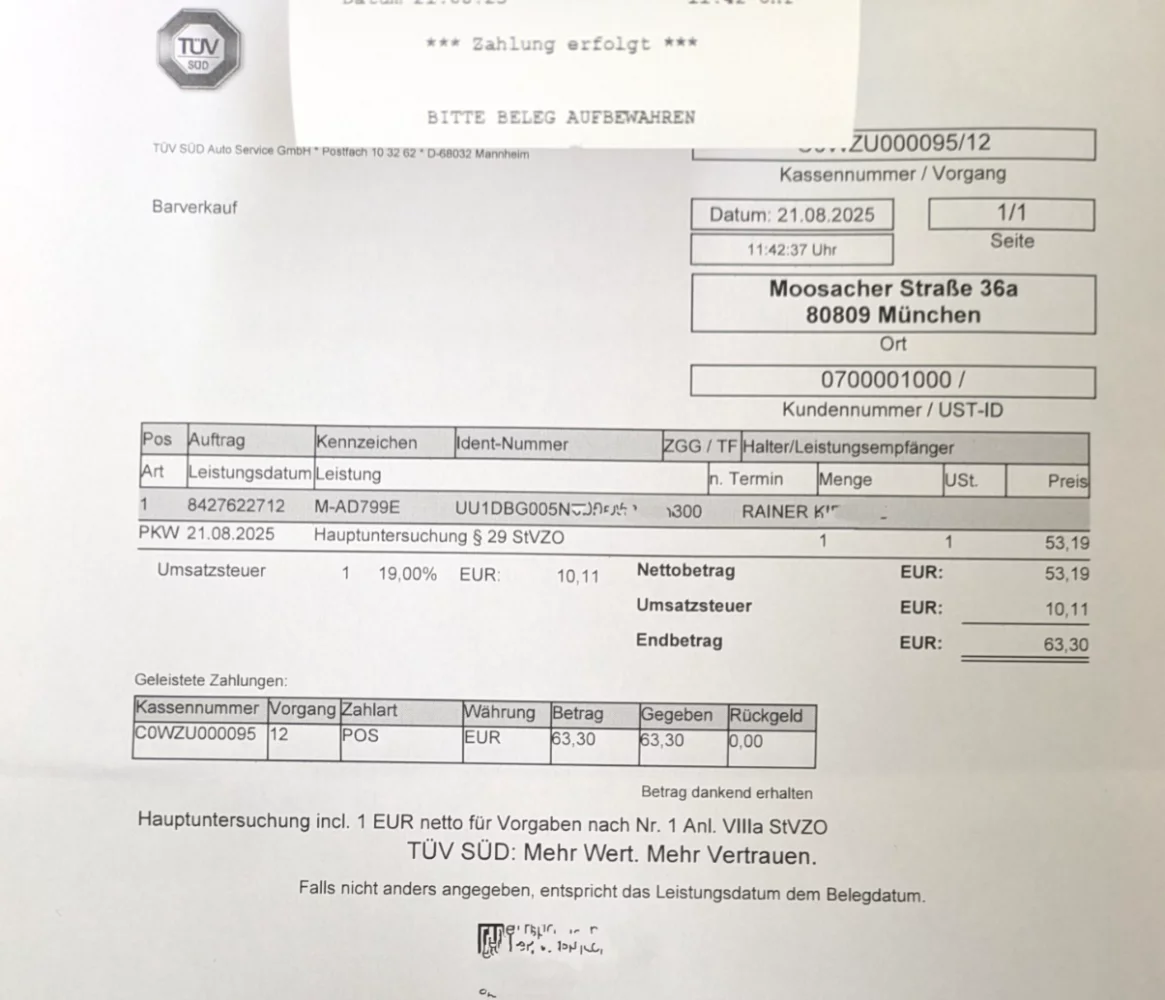 *** Zahlung erfolgt ***
BITTE BELEG AUFBEWAHREN
TÜV
SÜD
TÜV SÜD Auto Service GmbH * Postfach 10 32 62 * D-68032 Mannheim
ZU000095/12
Kassennummer / Vorgang
Barverkauf
Datum: 21.08.2025
1/1
Seite
11:42:37 Uhr
Moosacher Straße 36a
80809 München
Ort
0700001000 /
Kundennummer / UST-ID
Pos Auftrag Kennzeichen Ident-Nummer ZGG / TF Halter/Leistungsempfänger
Art Leistungsdatum Leistung n. Termin Menge USt. Preis
1 8427622712 M-AD799E UU1DBG005N 300 RAINER
PKW 21.08.2025 Hauptuntersuchung § 29 StVZO 1 1 53,19
Umsatzsteuer 1 19,00% EUR: 10,11 Nettobetrag EUR: 53,19
Umsatzsteuer EUR: 10,11
Endbetrag EUR: 63,30
Geleistete Zahlungen:
Kassennummer Vorgang Zahlart Währung Betrag Gegeben Rückgeld
C0WZU000095 12 POS EUR 63,30 63,30 0,00
Betrag dankend erhalten
Hauptuntersuchung incl. 1 EUR netto für Vorgaben nach Nr. 1 Anl. VIIIa StVZO
TÜV SÜD: Mehr Wert. Mehr Vertrauen.
Falls nicht anders angegeben, entspricht das Leistungsdatum dem Belegdatum.